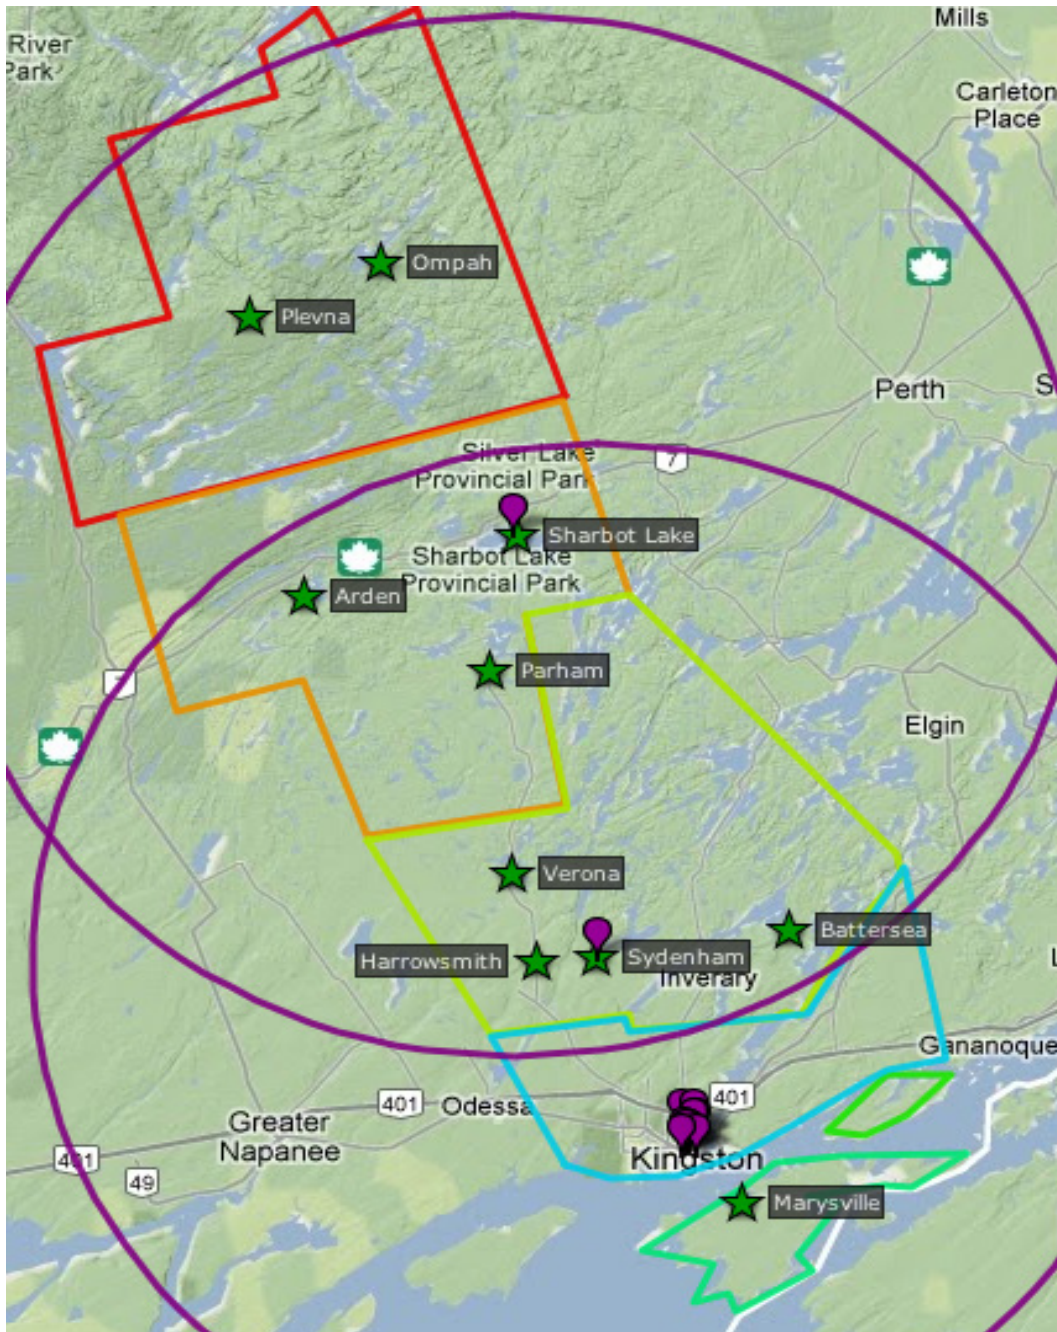 Mills
River
Park
Carleton
Place
Ompah
Plevna
Perth
S
Silver Lake
Provincial Park
7
Sharbot Lake
Sharbot Lake
Provincial Park
Arden
Parham
7
Elgin
Verona
Battersea
Harrowsmith
Sydenham
Inverary
L
Gananoque
401
401
Odessa
Greater
Napanee
401
Kingston
49
Marysville